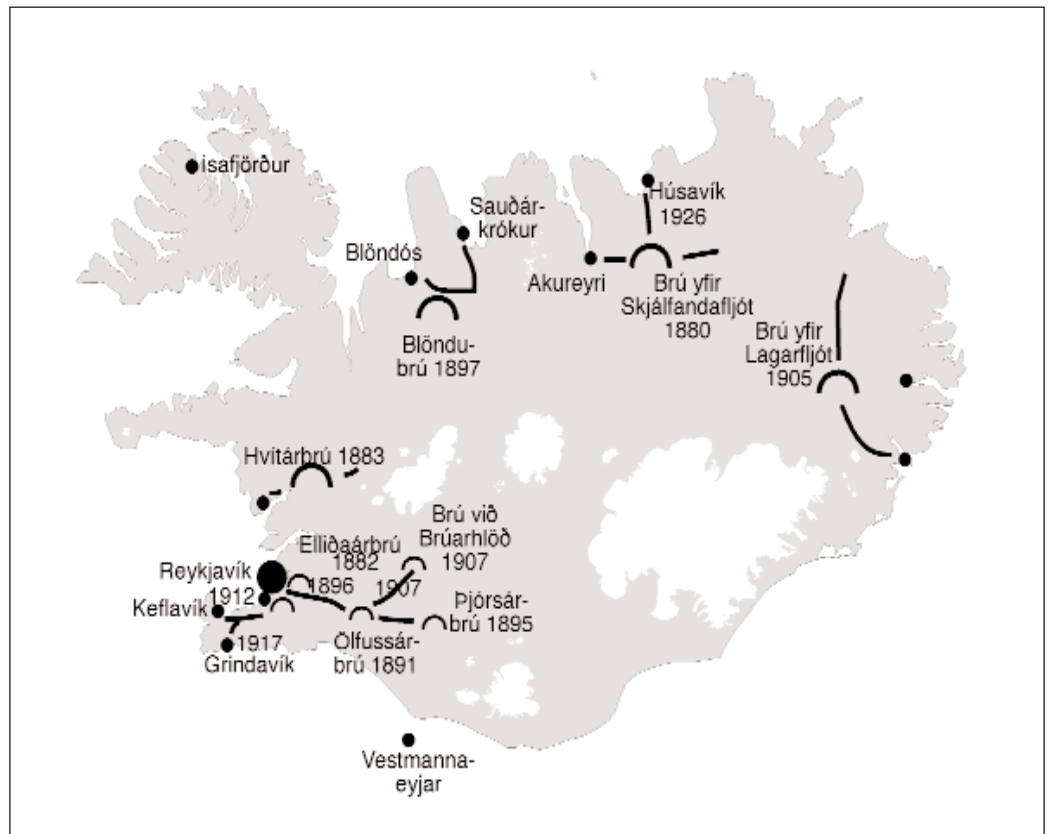 Ísafjörður
Húsavík
1926
Sauðár-
krókur
Blöndós
Akureyri
Brú yfir
Skjálfandafljót
1880
Brú yfir
Lagarfljót
1905
Blöndu-
brú 1897
Hvítárbrú 1883
Brú við
Brúarhlöð
1907
Elliðaárbrú
1882
1896
1907
Reykjavík
1912
Keflavík
Þjórsár-
brú 1895
1917
Grindavík
Ölfussár-
brú 1891
Vestmanna-
eyjar